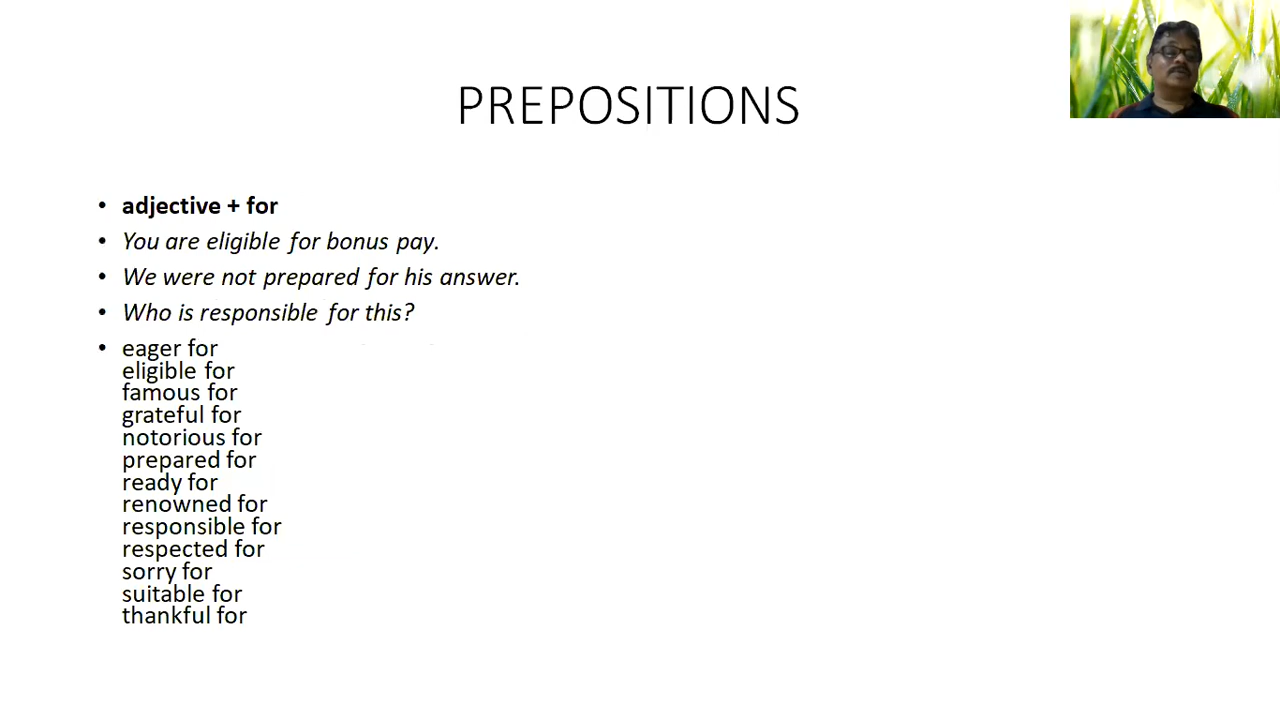 PREPOSITIONS
• adjective + for
• You are eligible for bonus pay.
• We were not prepared for his answer.
• Who is responsible for this?
• eager for
eligible for
famous for
grateful for
notorious for
prepared for
ready for
renowned for
responsible for
respected for
sorry for
suitable for
thankful for